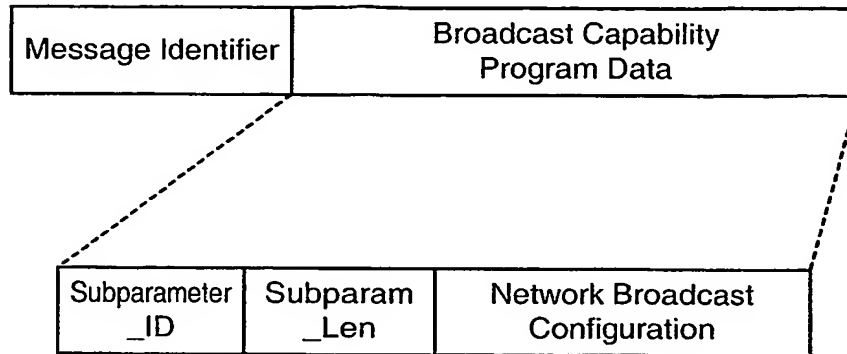 Message Identifier
Broadcast Capability
Program Data
Subparameter
_ID
Subparam
_Len
Network Broadcast
Configuration